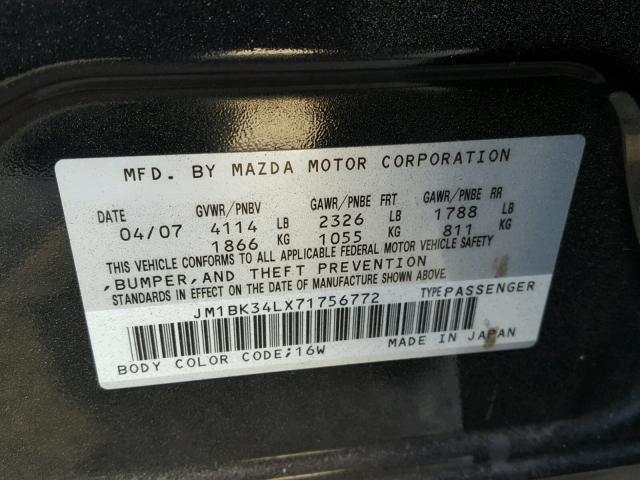 MFD. BY MAZDA MOTOR CORPORATION
DATE GVWR/PNBV GAWR/PNBE FRT GAWR/PNBE RR
04/07 4114 LB 2326 LB 1788 LB
1866 KG 1055 KG 811 KG
THIS VEHICLE CONFORMS TO ALL APPLICABLE FEDERAL MOTOR VEHICLE SAFETY
,BUMPER,AND THEFT PREVENTION
STANDARDS IN EFFECT ON THE DATE OF MANUFACTURE SHOWN ABOVE.
JM1BK34LX71756772 TYPE PASSENGER
BODY COLOR CODE;16W MADE IN JAPAN